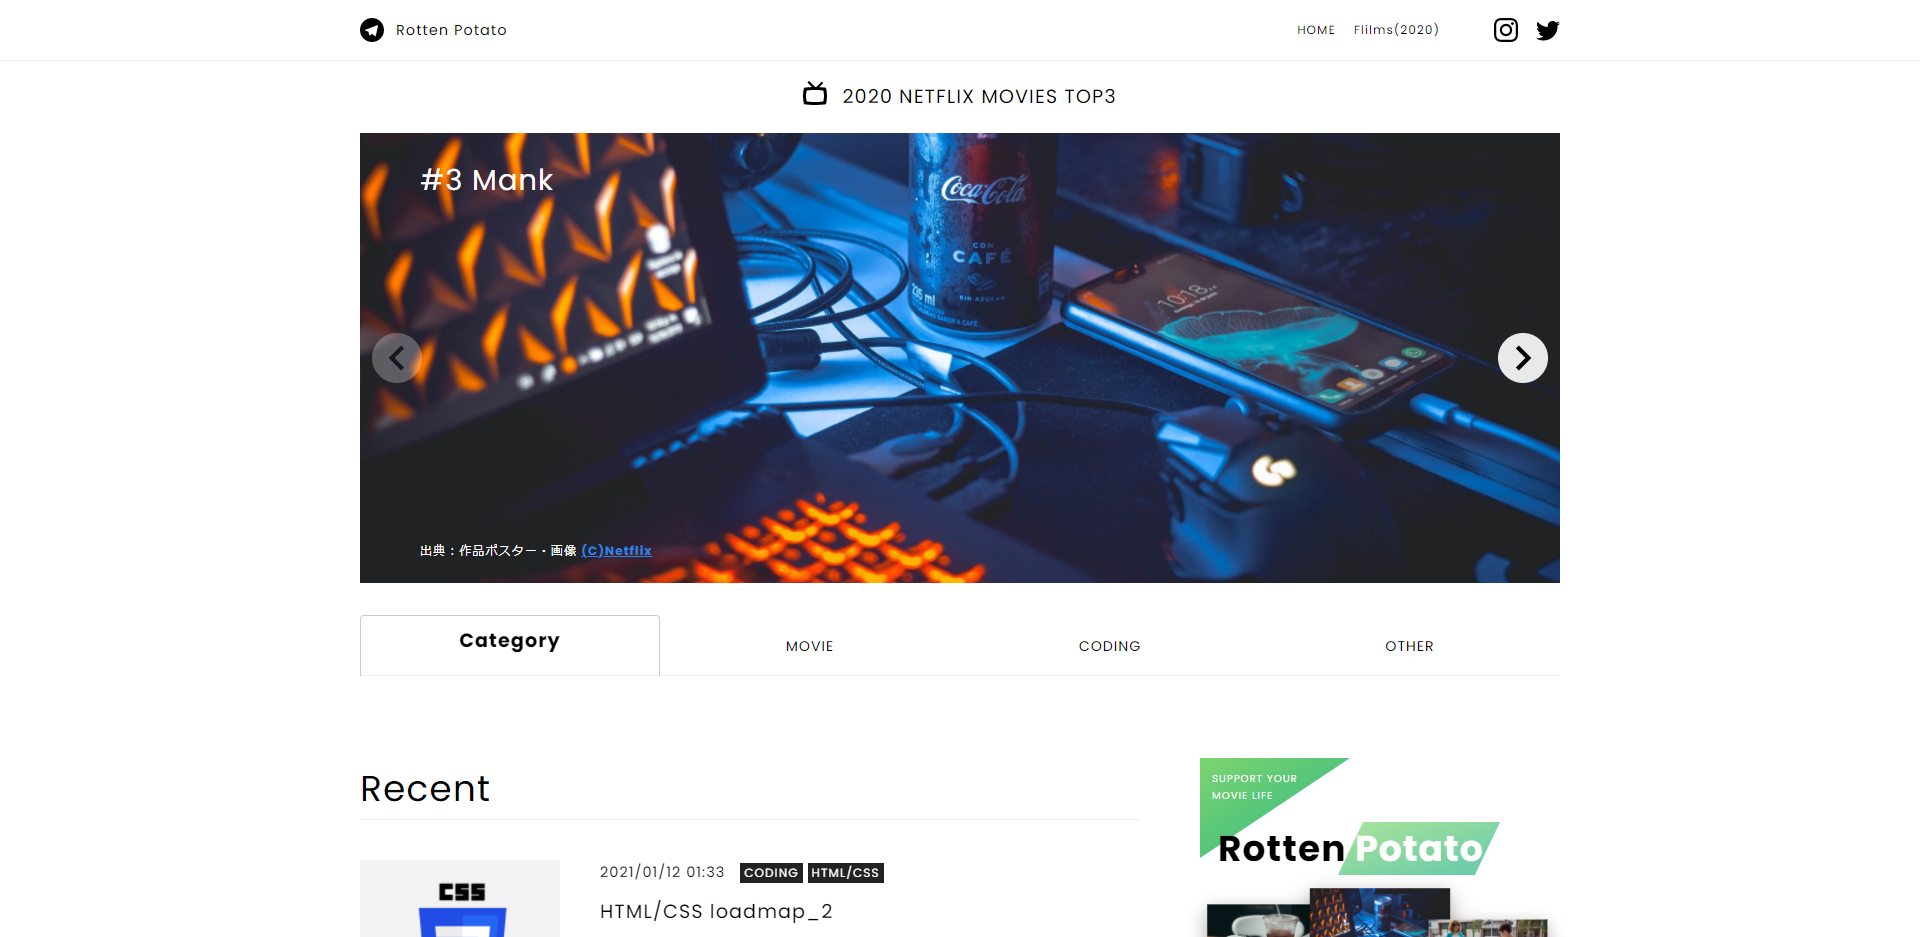 Rotten Potato
HOME
Flilms(2020)
2020 NETFLIX MOVIES TOP3
#3 Mank
Coca-Cola
CON
CAFÉ
235 ml
SIN AZÚCAR
10:18
出典：作品ポスター・画像 (C)Netflix
Category
MOVIE
CODING
OTHER
Recent
2021/01/12 01:33 CODING HTML/CSS
CSS
HTML/CSS loadmap_2
SUPPORT YOUR
MOVIE LIFE
Rotten Potato